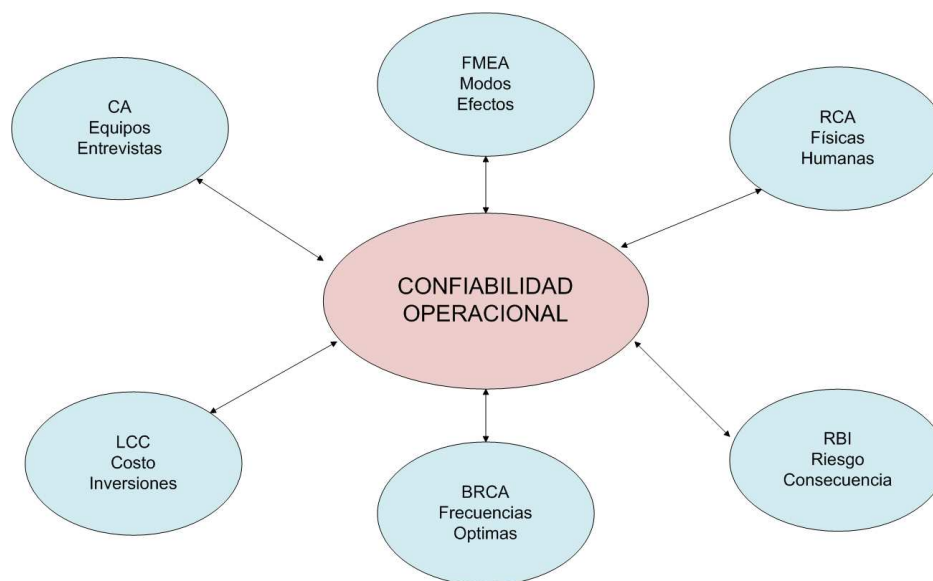 FMEA
Modos
Efectos
CA
Equipos
Entrevistas
RCA
Físicas
Humanas
CONFIABILIDAD
OPERACIONAL
LCC
Costo
Inversiones
BRCA
Frecuencias
Optimas
RBI
Riesgo
Consecuencia